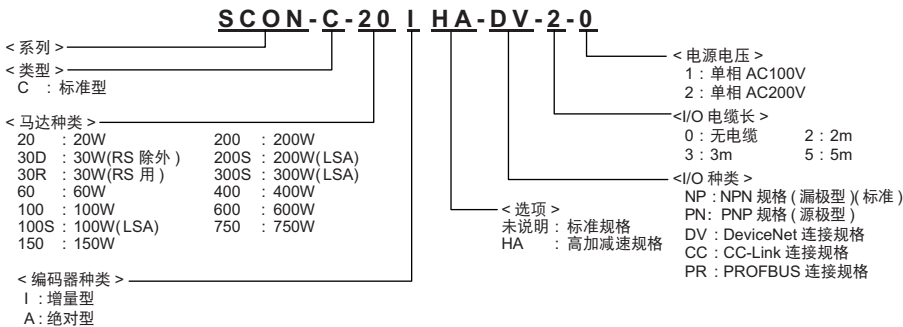 SCON-C-20 I HA-DV-2-0
< 系列 >
< 类型 >
C : 标准型
< 马达种类 >
20 : 20W 200 : 200W
30D : 30W(RS 除外 ) 200S : 200W(LSA)
30R : 30W(RS 用 ) 300S : 300W(LSA)
60 : 60W 400 : 400W
100 : 100W 600 : 600W
100S : 100W(LSA) 750 : 750W
150 : 150W
< 编码器种类 >
I : 增量型
A : 绝对型
< 选项 >
未说明 : 标准规格
HA : 高加减速规格
< 电源电压 >
1 : 单相 AC100V
2 : 单相 AC200V
<I/O 电缆长 >
0 : 无电缆 2 : 2m
3 : 3m 5 : 5m
<I/O 种类 >
NP : NPN 规格 ( 漏极型 )( 标准 )
PN: PNP 规格 ( 源极型 )
DV : DeviceNet 连接规格
CC : CC-Link 连接规格
PR : PROFBUS 连接规格